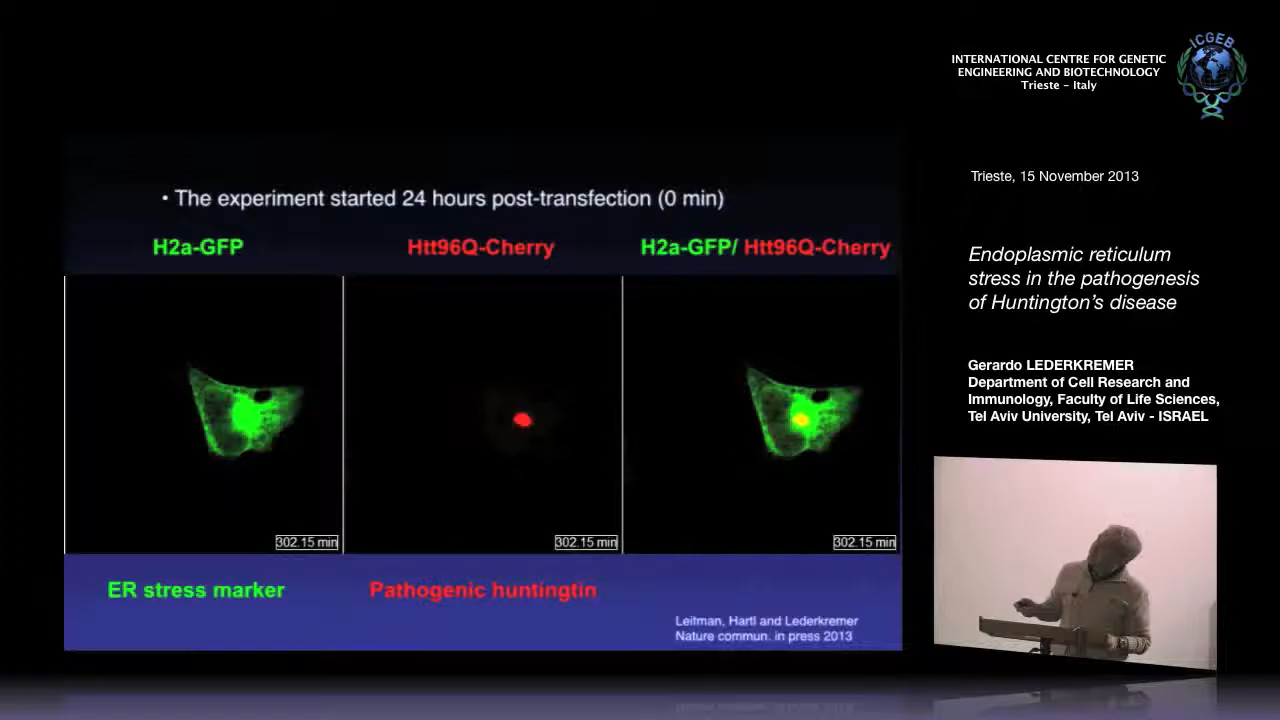 ICGEB
INTERNATIONAL CENTRE FOR GENETIC
ENGINEERING AND BIOTECHNOLOGY
Trieste - Italy
Trieste, 15 November 2013
Endoplasmic reticulum
stress in the pathogenesis
of Huntington's disease
Gerardo LEDERKREMER
Department of Cell Research and
Immunology, Faculty of Life Sciences,
Tel Aviv University, Tel Aviv - ISRAEL
• The experiment started 24 hours post-transfection (0 min)
H2a-GFP
Htt96Q-Cherry
H2a-GFP/ Htt96Q-Cherry
302.15 min
302.15 min
302.15 min
ER stress marker
Pathogenic huntingtin
Leitman, Hartl and Lederkremer
Nature commun. in press 2013